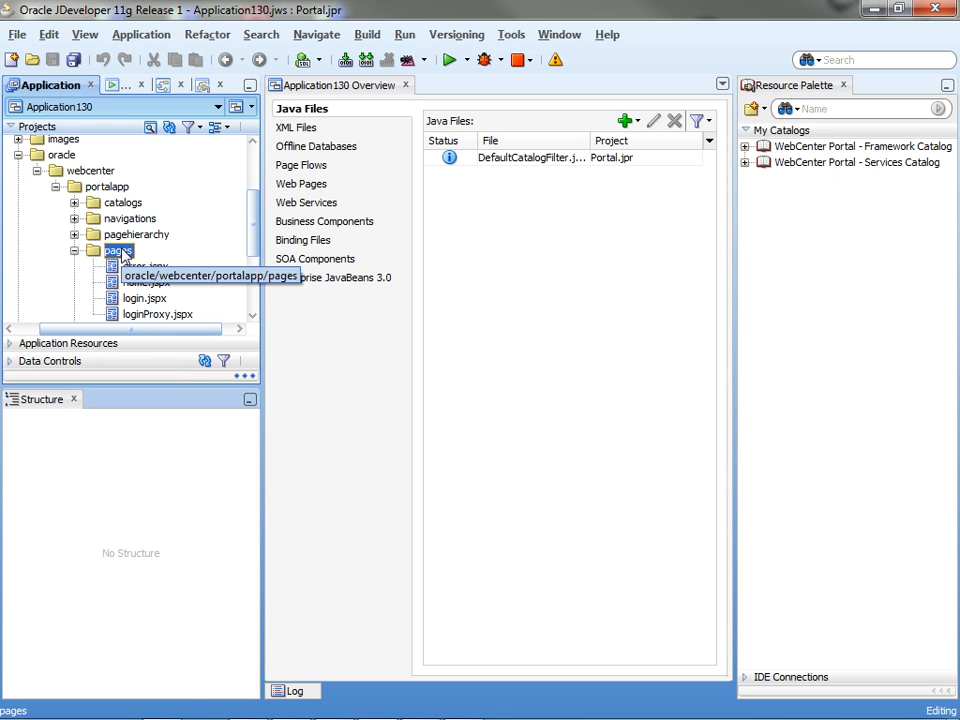 Oracle JDeveloper 11g Release 1 - Application130.jws : Portal.jpr
File Edit View Application Refactor Search Navigate Build Run Versioning Tools Window Help
Search
Application
...
Application130 Overview
Resource Palette
Application130
Name
Projects
images
oracle
webcenter
portalapp
catalogs
navigations
pagehierarchy
pages
error.jspx
oracle/webcenter/portalapp/pages
home.jspx
login.jspx
loginProxy.jspx
Application Resources
Data Controls
Structure
No Structure
Java Files
XML Files
Offline Databases
Page Flows
Web Pages
Web Services
Business Components
Binding Files
SOA Components
prise JavaBeans 3.0
Java Files:
Status File Project
DefaultCatalogFilter.j... Portal.jpr
Log
My Catalogs
WebCenter Portal - Framework Catalog
WebCenter Portal - Services Catalog
IDE Connections
pages
Editing